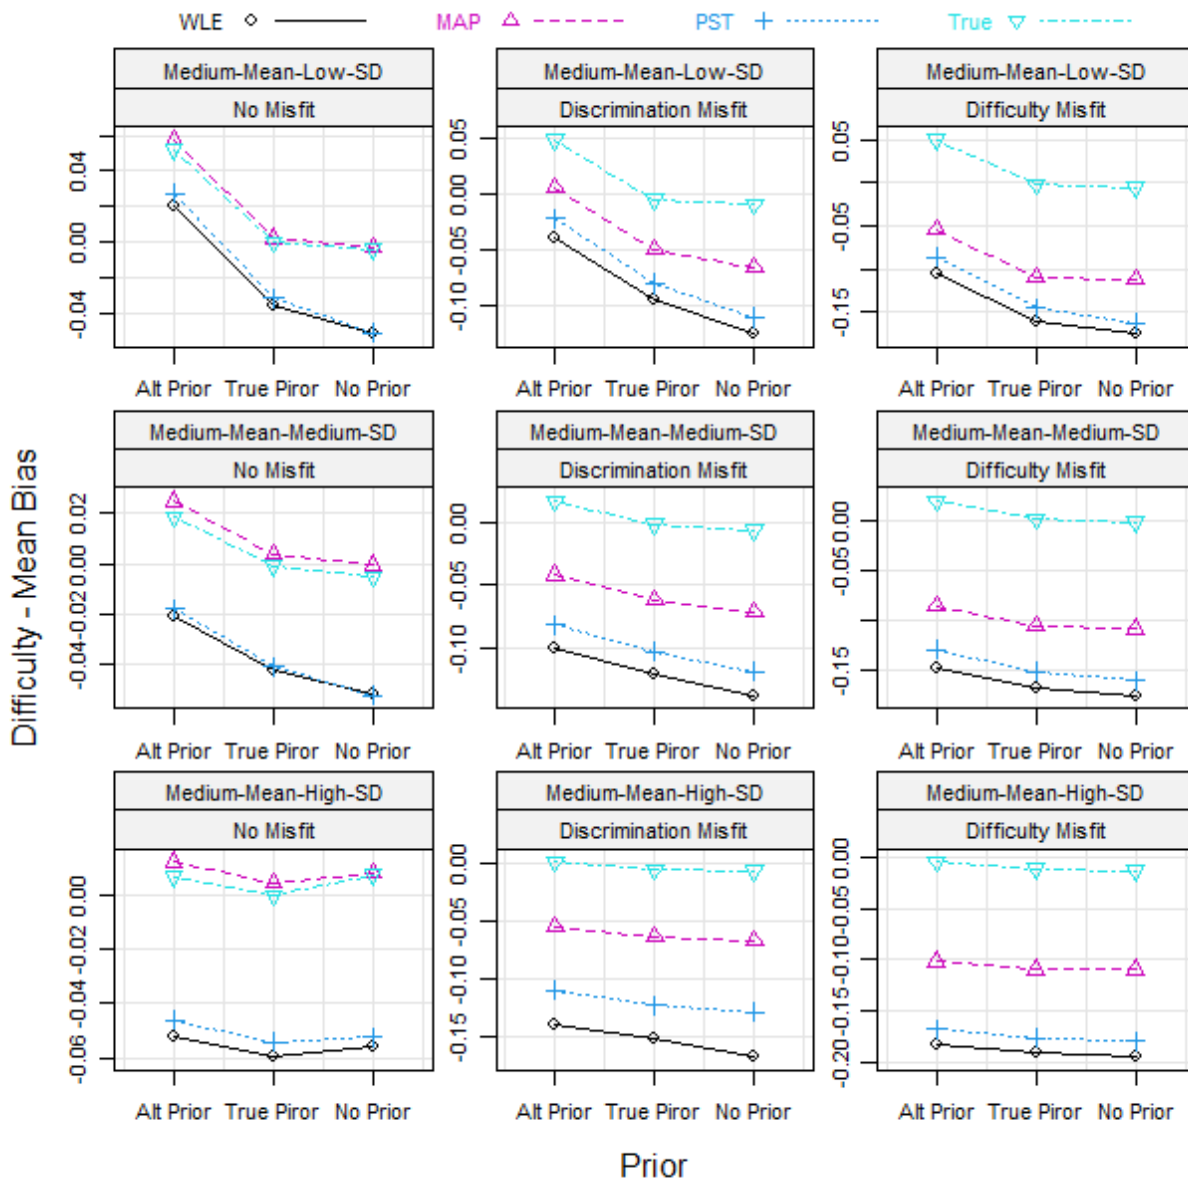 WLE MAP PST True
Medium-Mean-Low-SD Medium-Mean-Low-SD Medium-Mean-Low-SD
No Misfit Discrimination Misfit Difficulty Misfit
0.04 0.00 -0.04
0.05 0.00 -0.05 -0.10
0.05 -0.05 -0.15
Alt Prior True Piror No Prior Alt Prior True Piror No Prior Alt Prior True Piror No Prior
Medium-Mean-Medium-SD Medium-Mean-Medium-SD Medium-Mean-Medium-SD
No Misfit Discrimination Misfit Difficulty Misfit
0.02 0.00 -0.02 -0.04
0.00 -0.05 -0.10
0.00 -0.05 -0.15
Alt Prior True Piror No Prior Alt Prior True Piror No Prior Alt Prior True Piror No Prior
Medium-Mean-High-SD Medium-Mean-High-SD Medium-Mean-High-SD
No Misfit Discrimination Misfit Difficulty Misfit
0.00 -0.02 -0.04 -0.06
0.00 -0.05 -0.10 -0.15
0.00 -0.05 -0.10 -0.15 -0.20
Alt Prior True Piror No Prior Alt Prior True Piror No Prior Alt Prior True Piror No Prior
Difficulty - Mean Bias
Prior